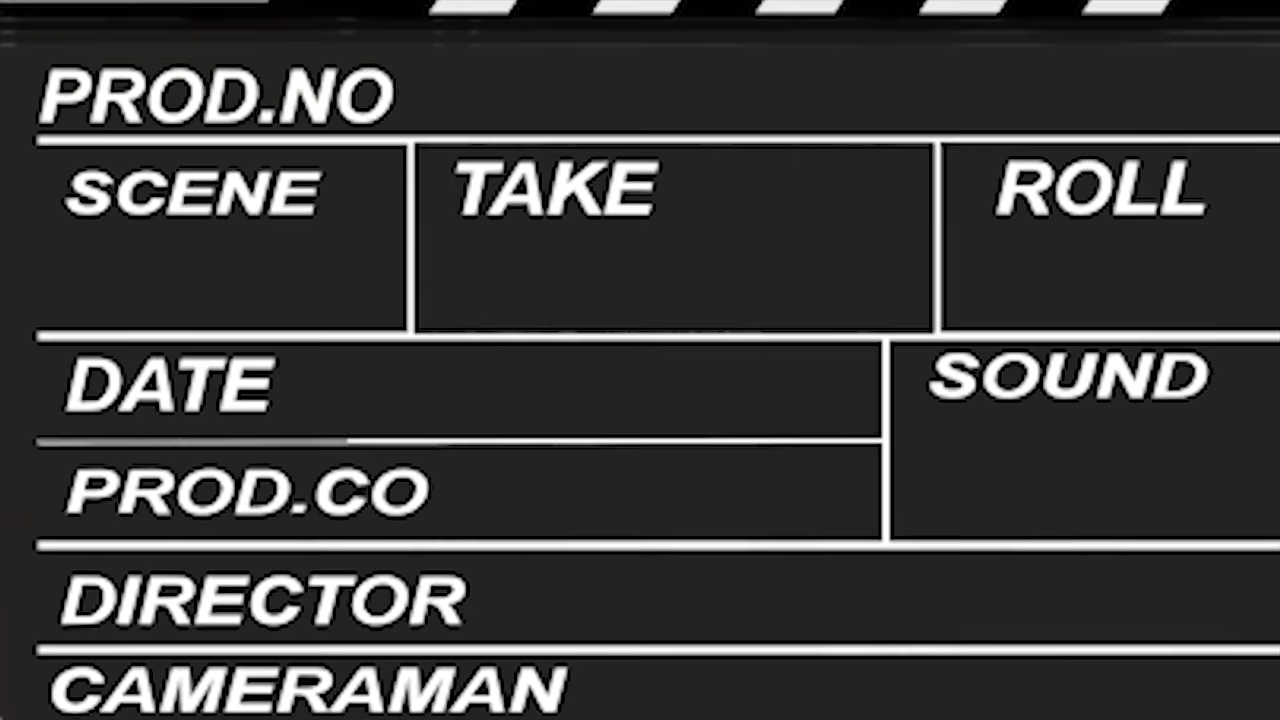 PROD.NO
SCENE TAKE ROLL
DATE SOUND
PROD.CO
DIRECTOR
CAMERAMAN